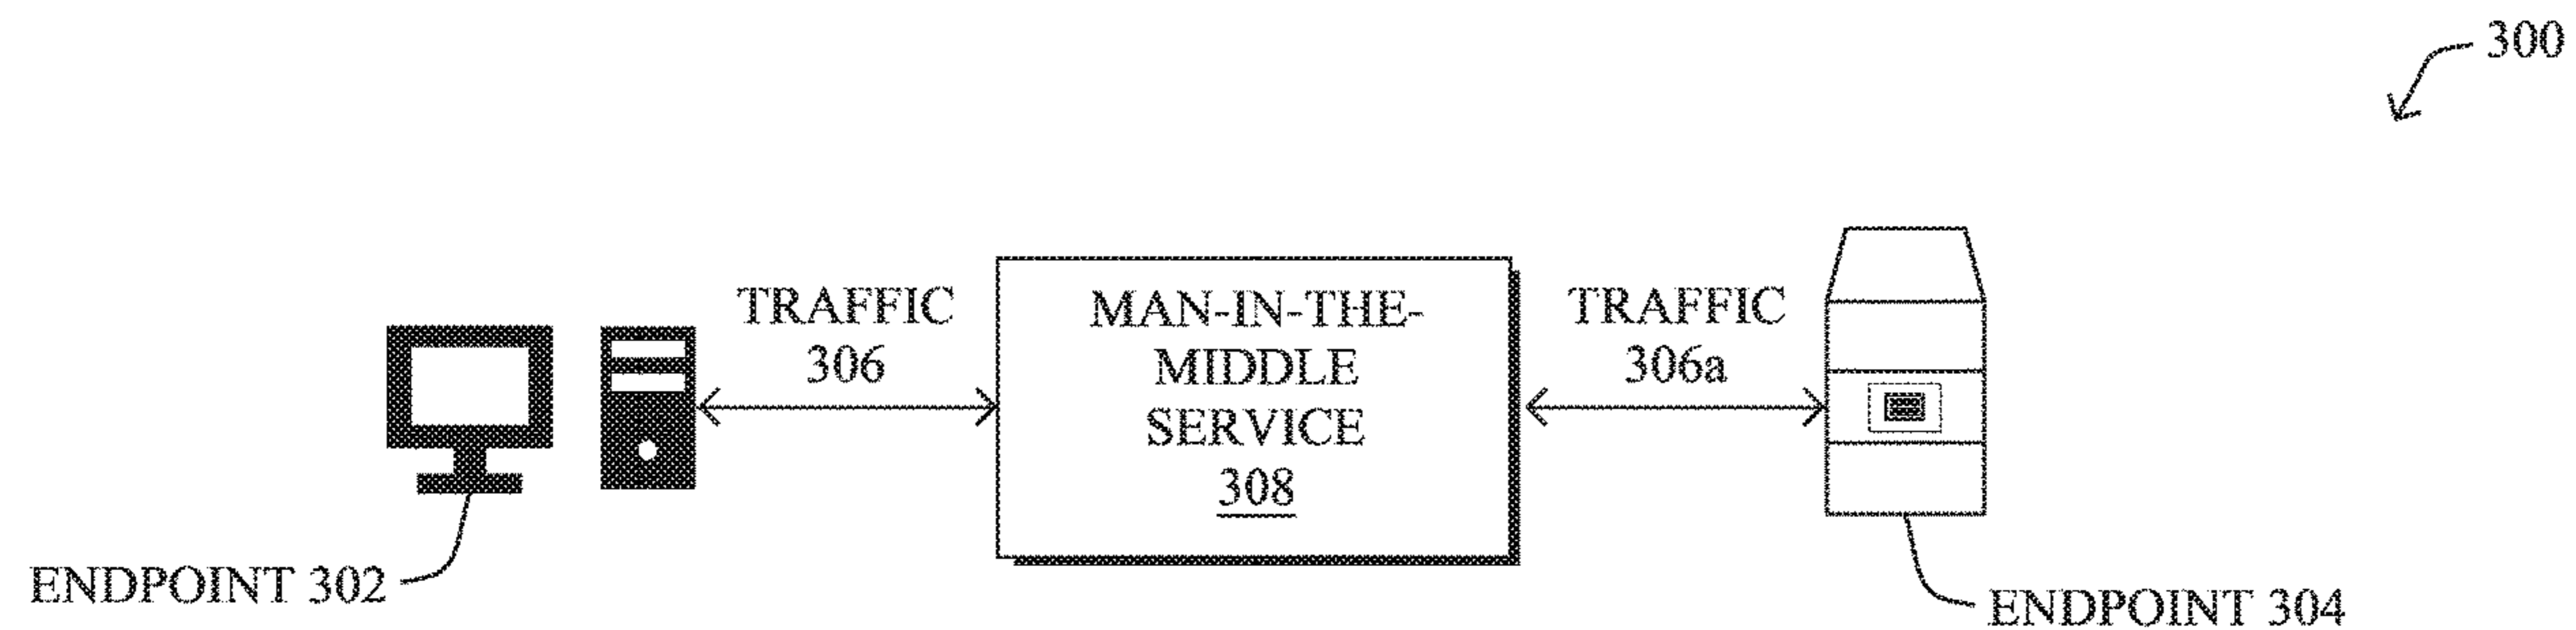 300
TRAFFIC
306
MAN-IN-THE-
MIDDLE
SERVICE
308
TRAFFIC
306a
ENDPOINT 302
ENDPOINT 304